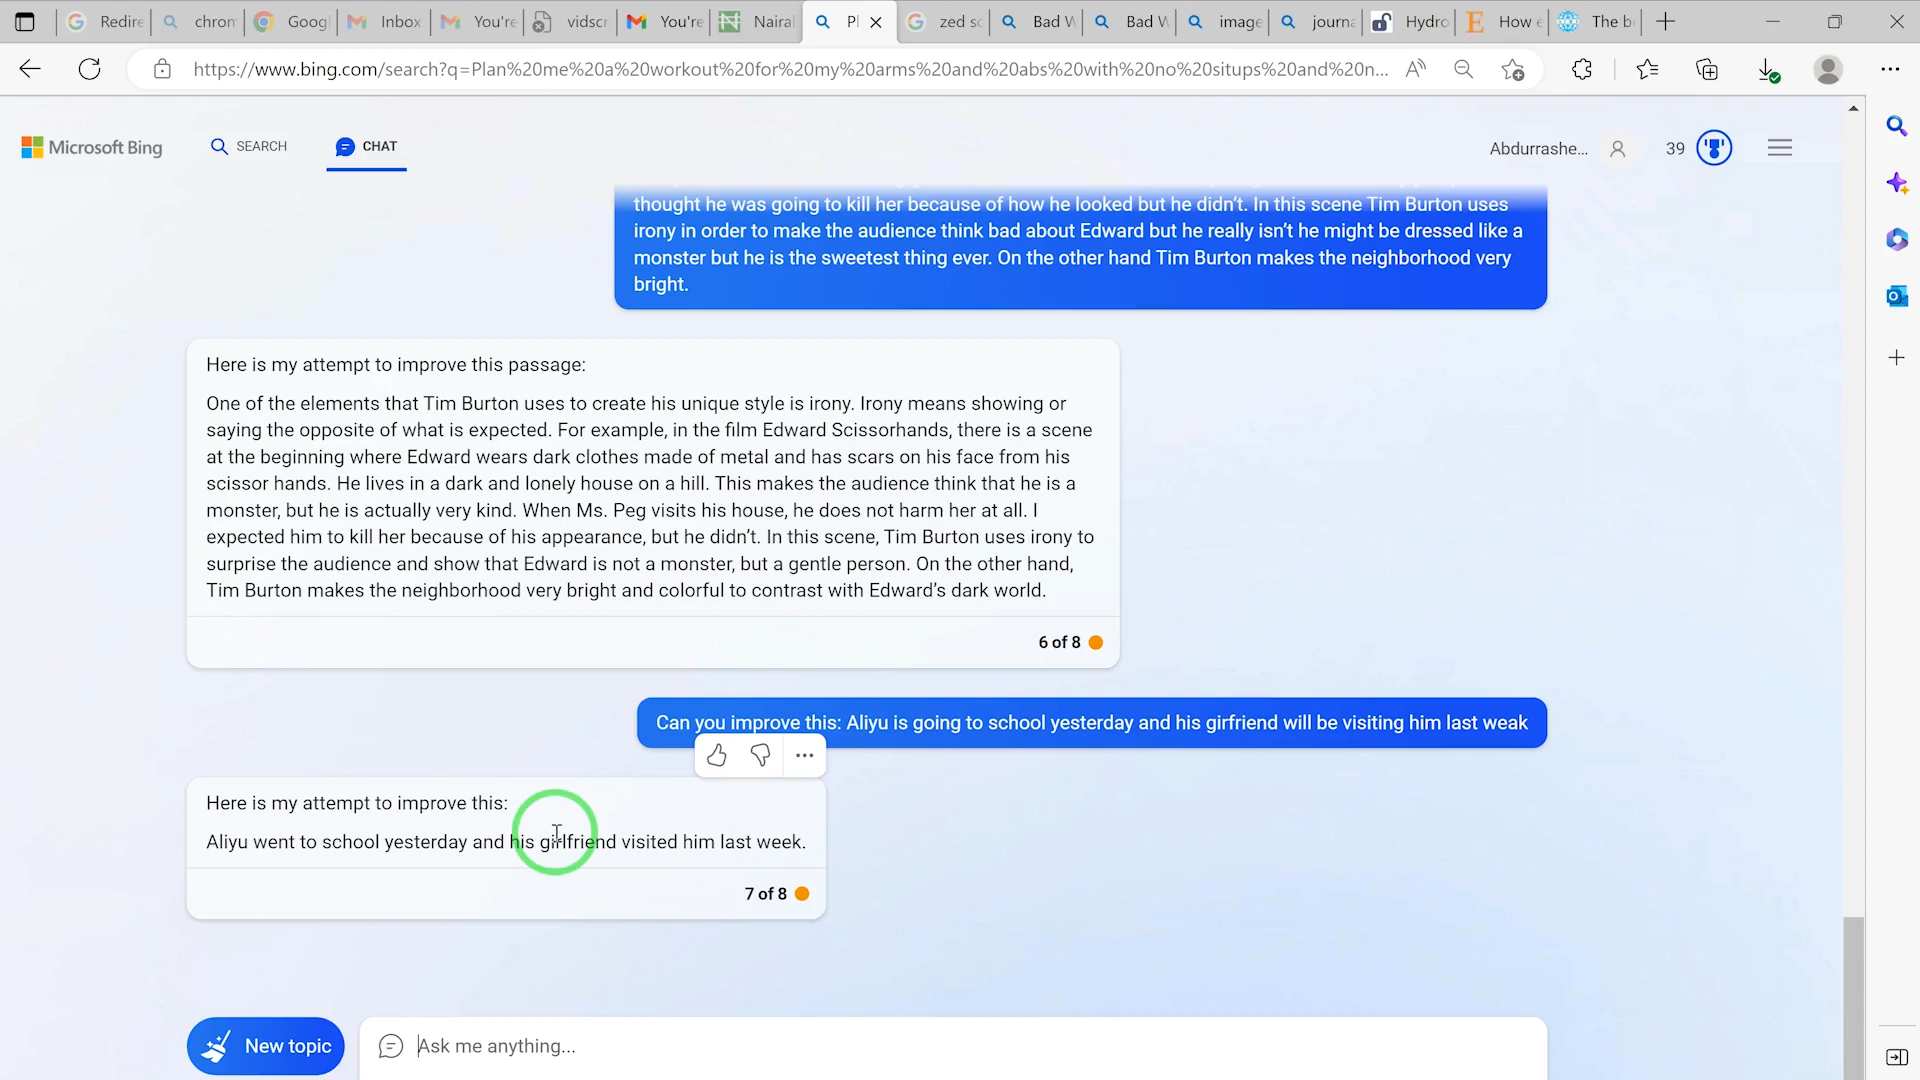 Redire
chrom
Googl
Inbox
You're
vidscr
You're
Nairal
Pl
zed sc
Bad W
Bad W
image
journa
Hydro
How e
The b
https://www.bing.com/search?q=Plan%20me%20a%20workout%20for%20my%20arms%20and%20abs%20with%20no%20situps%20and%20n...
Microsoft Bing
SEARCH
CHAT
Abdurrashe...
39
thought he was going to kill her because of how he looked but he didn't. In this scene Tim Burton uses
irony in order to make the audience think bad about Edward but he really isn't he might be dressed like a
monster but he is the sweetest thing ever. On the other hand Tim Burton makes the neighborhood very
bright.
Here is my attempt to improve this passage:
One of the elements that Tim Burton uses to create his unique style is irony. Irony means showing or
saying the opposite of what is expected. For example, in the film Edward Scissorhands, there is a scene
at the beginning where Edward wears dark clothes made of metal and has scars on his face from his
scissor hands. He lives in a dark and lonely house on a hill. This makes the audience think that he is a
monster, but he is actually very kind. When Ms. Peg visits his house, he does not harm her at all. I
expected him to kill her because of his appearance, but he didn't. In this scene, Tim Burton uses irony to
surprise the audience and show that Edward is not a monster, but a gentle person. On the other hand,
Tim Burton makes the neighborhood very bright and colorful to contrast with Edward's dark world.
6 of 8
Can you improve this: Aliyu is going to school yesterday and his girfriend will be visiting him last weak
Here is my attempt to improve this:
Aliyu went to school yesterday and his girlfriend visited him last week.
7 of 8
New topic
Ask me anything...